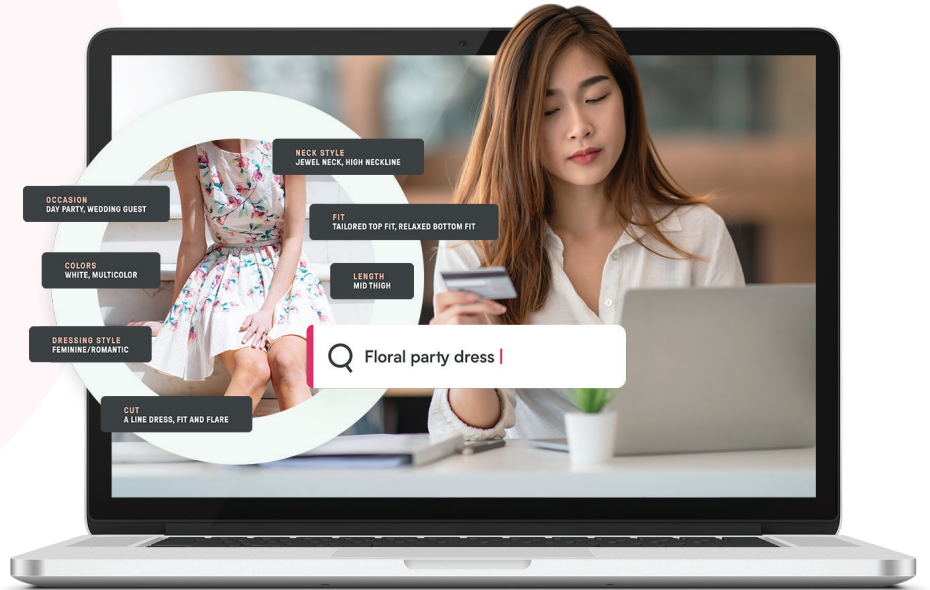 NECK STYLE
JEWEL NECK, HIGH NECKLINE
OCCASION
DAY PARTY, WEDDING GUEST
FIT
TAILORED TOP FIT, RELAXED BOTTOM FIT
COLORS
WHITE, MULTICOLOR
LENGTH
MID THIGH
DRESSING STYLE
FEMININE/ROMANTIC
Floral party dress
CUT
A LINE DRESS, FIT AND FLARE